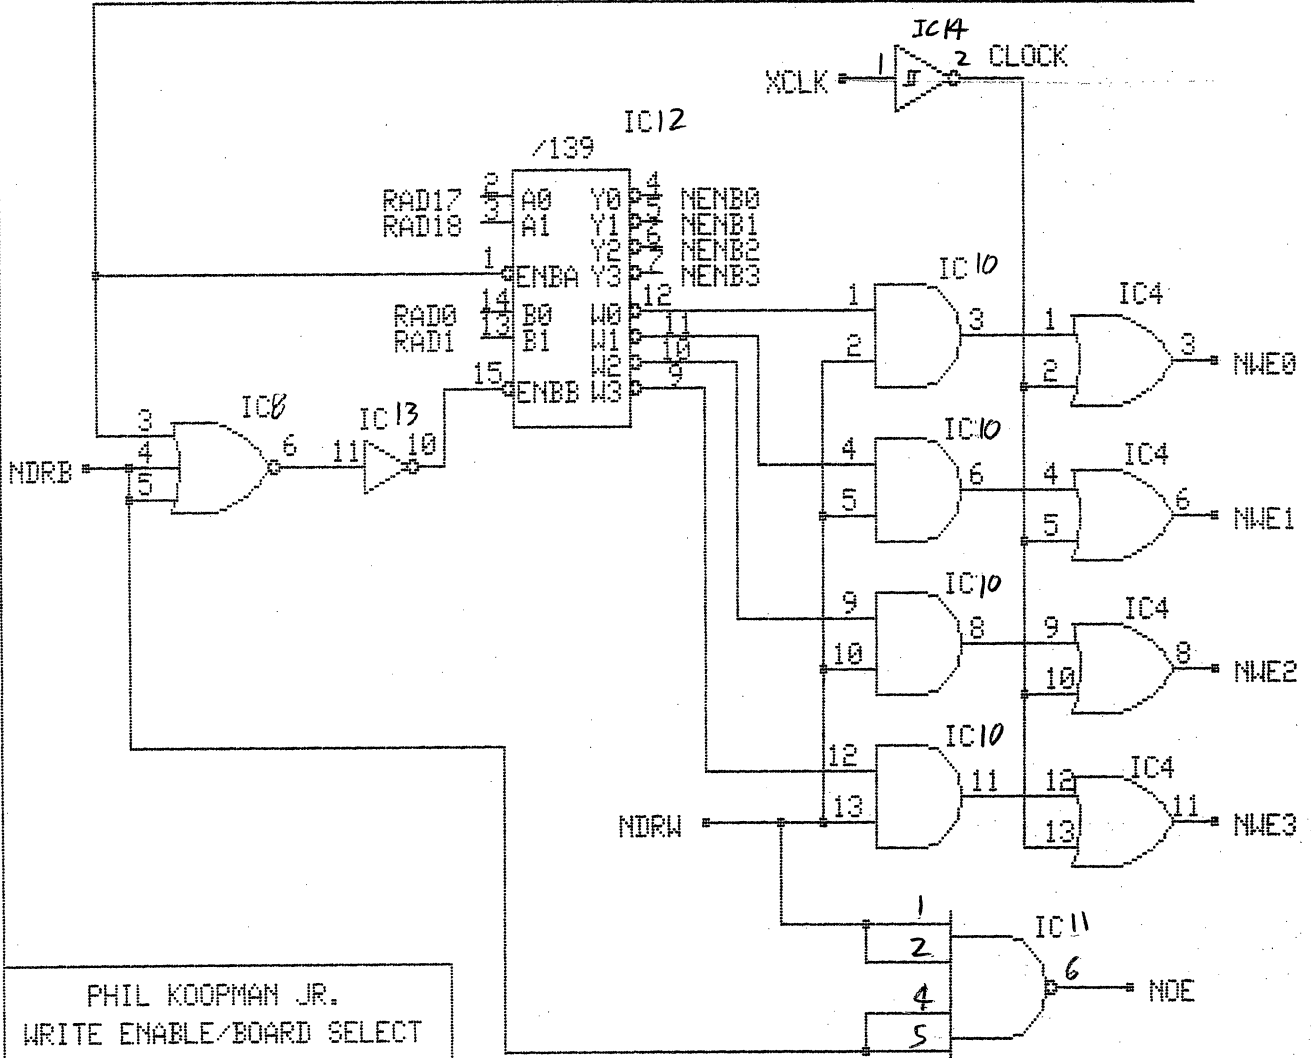 IC14
XCLK 1 2 CLOCK
IC12
/139
RAD17 2 A0 Y0 4 NENB0
RAD18 3 A1 Y1 5 NENB1
Y2 6 NENB2
1 ENBA Y3 7 NENB3
RAD0 14 B0 W0 12
RAD1 13 B1 W1 11
W2 10
15 ENBB W3 9
IC10
1
2 3
IC4
1
2 3 NWE0
IC8
3
NDRB 4 6
5
IC13
11 10
IC10
4
5 6
IC4
4
5 6 NWE1
IC10
9
10 8
IC4
9
10 8 NWE2
IC10
12
NDRW 13 11
IC4
12
13 11 NWE3
IC11
1
2
4
5 6 NOE
PHIL KOOPMAN JR.
WRITE ENABLE/BOARD SELECT